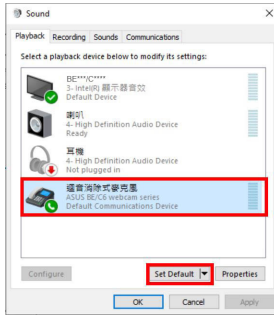 Sound
Playback Recording Sounds Communications
Select a playback device below to modify its settings:
BE***/C****
3- Intel(R) 顯示器音效
Default Device
喇叭
4- High Definition Audio Device
Ready
耳機
4- High Definition Audio Device
Not plugged in
迴音消除式麥克風
ASUS BE/C6 webcam series
Default Communications Device
Configure Set Default Properties
OK Cancel Apply